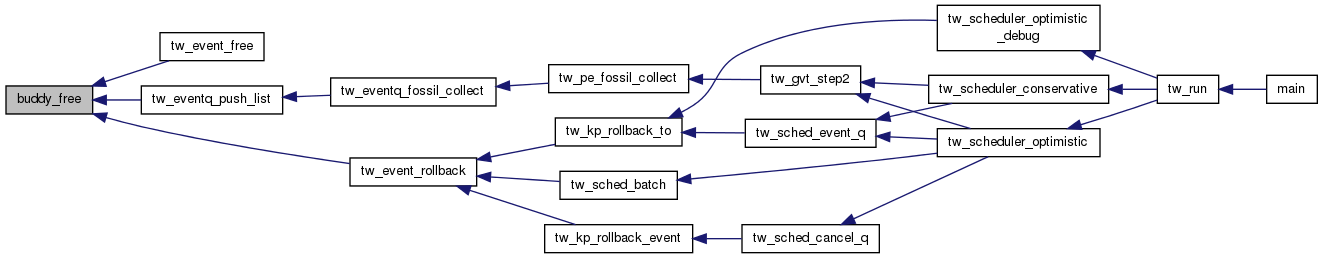 buddy_free
tw_event_free
tw_eventq_push_list
tw_event_rollback
tw_eventq_fossil_collect
tw_pe_fossil_collect
tw_kp_rollback_to
tw_sched_batch
tw_kp_rollback_event
tw_gvt_step2
tw_sched_event_q
tw_sched_cancel_q
tw_scheduler_optimistic
_debug
tw_scheduler_conservative
tw_scheduler_optimistic
tw_run
main